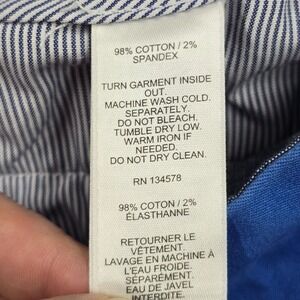 98% COTTON / 2%
SPANDEX
TURN GARMENT INSIDE
OUT.
MACHINE WASH COLD.
SEPARATELY.
DO NOT BLEACH.
TUMBLE DRY LOW.
WARM IRON IF
NEEDED.
DO NOT DRY CLEAN.
RN 134578
98% COTON / 2%
ÉLASTHANNE
RETOURNER LE
VÊTEMENT.
LAVAGE EN MACHINE À
L'EAU FROIDE.
SÉPARÉMENT.
EAU DE JAVEL
INTERDITE.